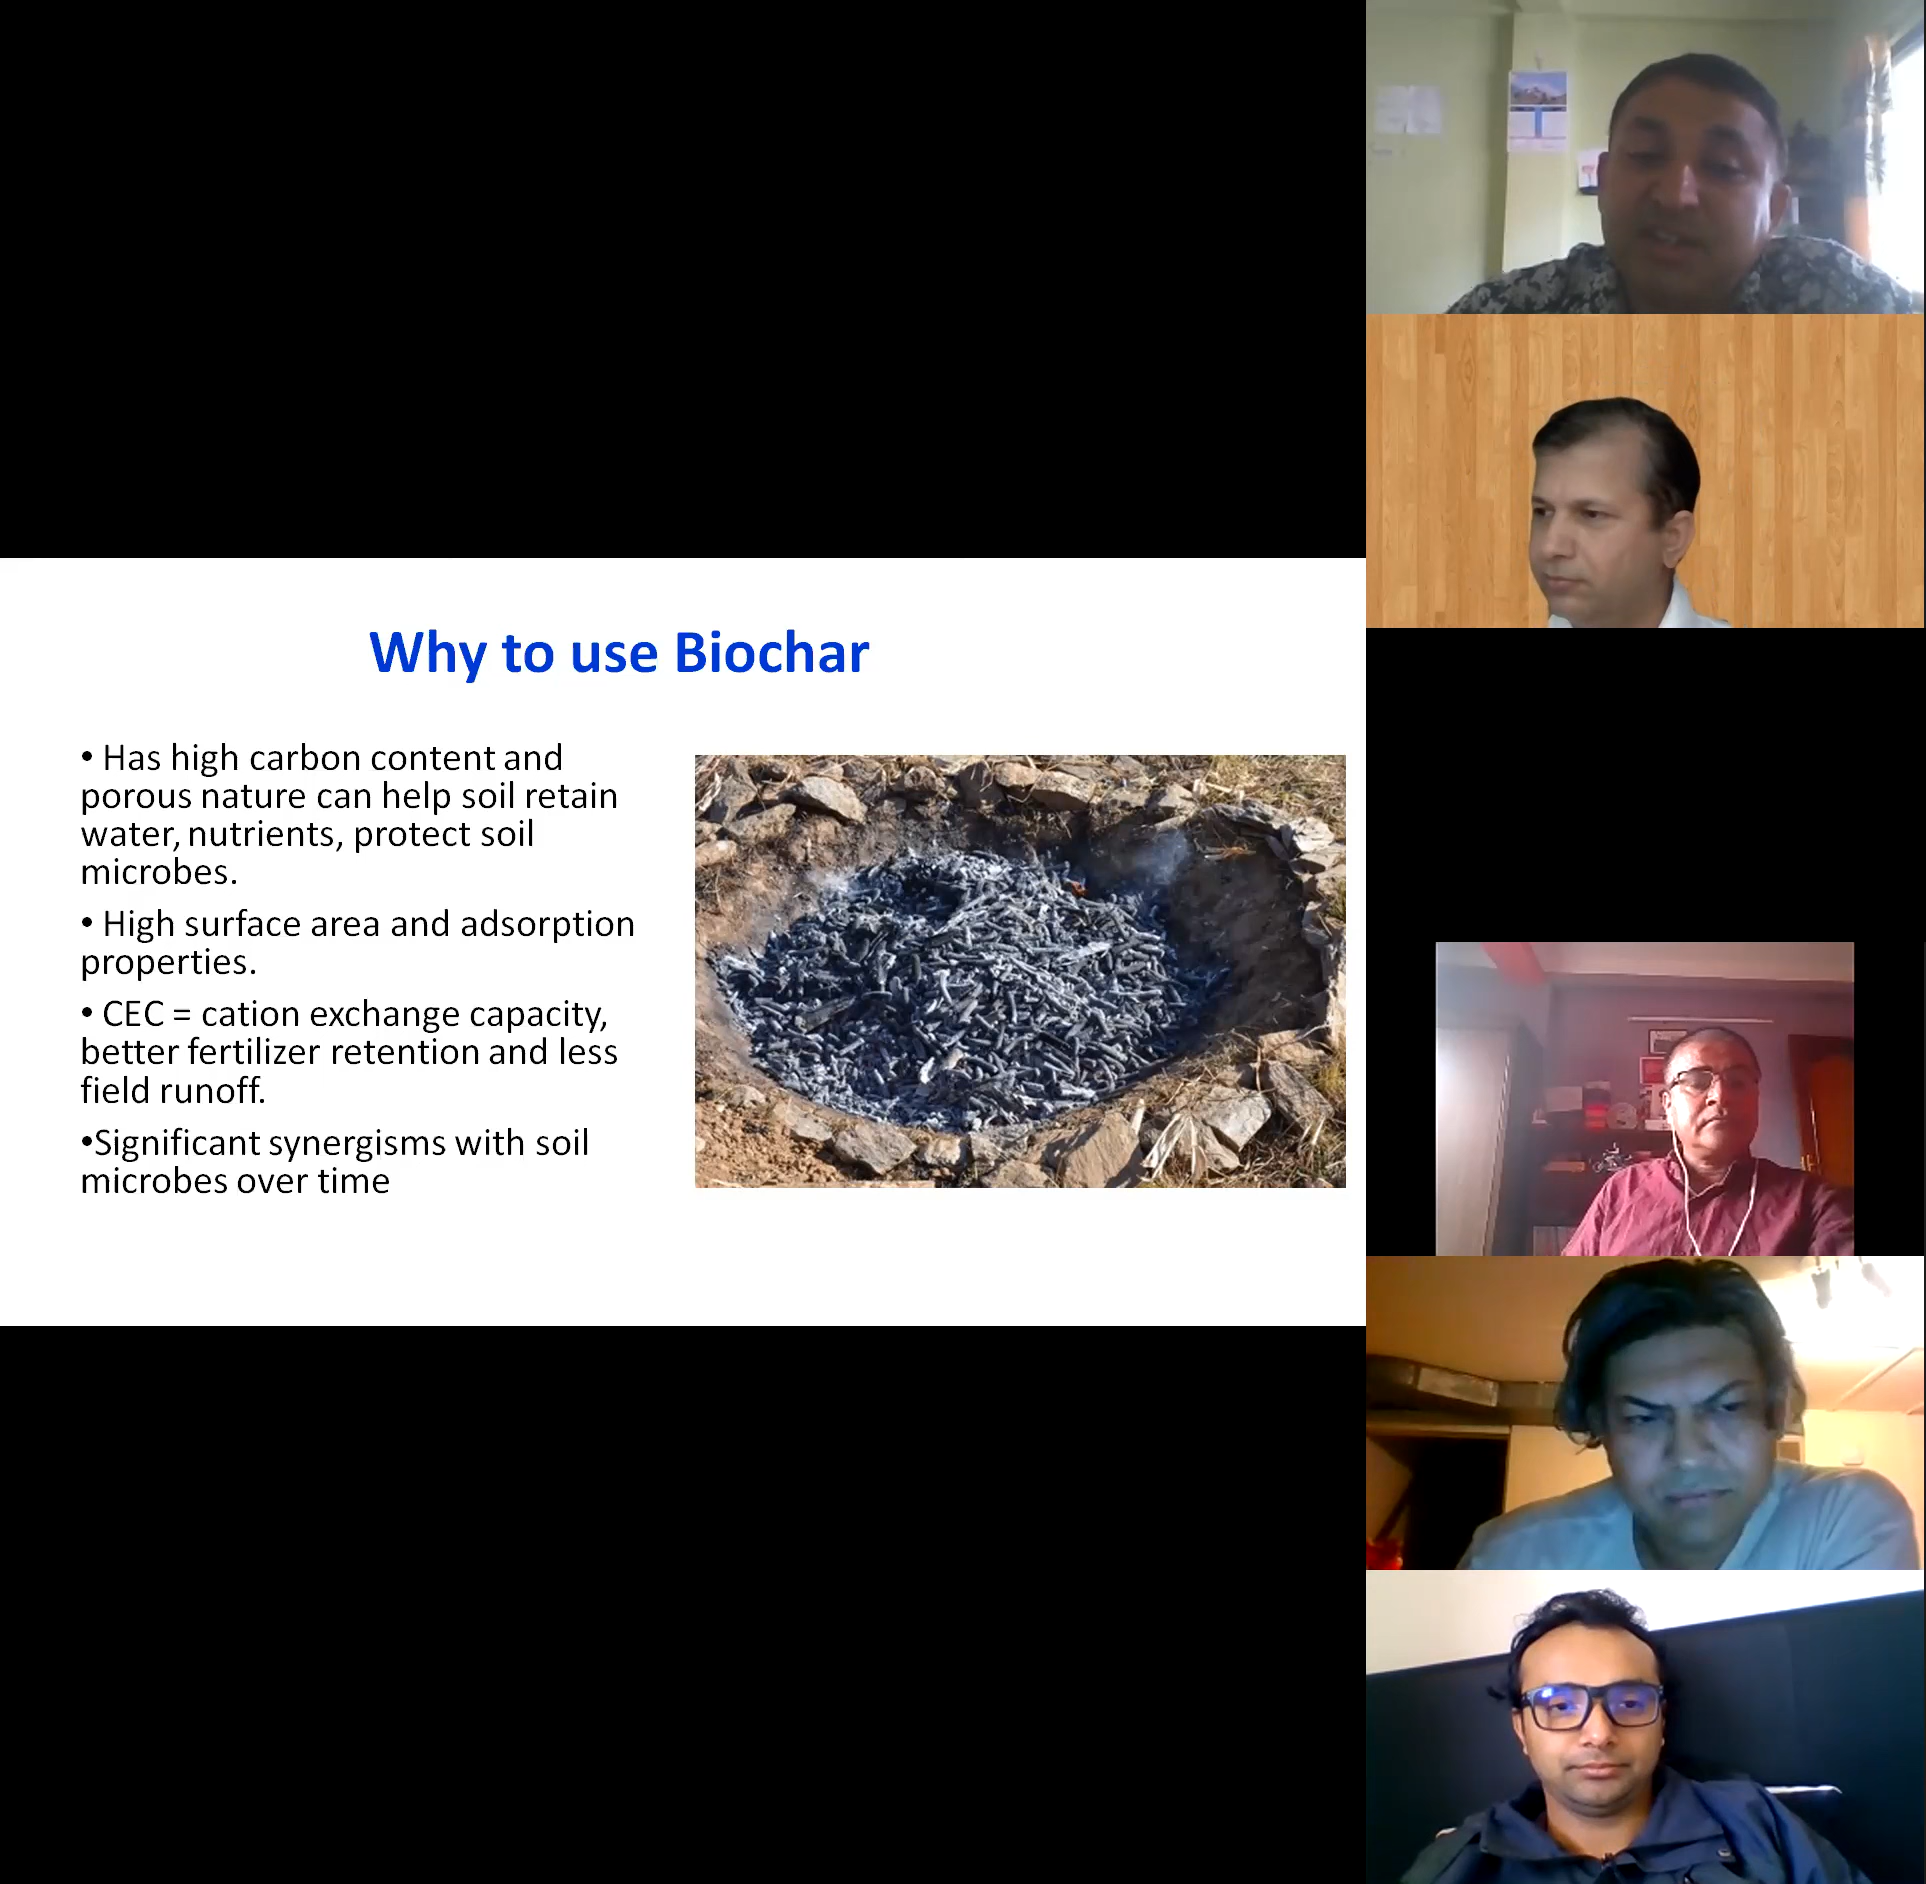 Why to use Biochar
• Has high carbon content and
porous nature can help soil retain
water, nutrients, protect soil
microbes.
• High surface area and adsorption
properties.
• CEC = cation exchange capacity,
better fertilizer retention and less
field runoff.
•Significant synergisms with soil
microbes over time